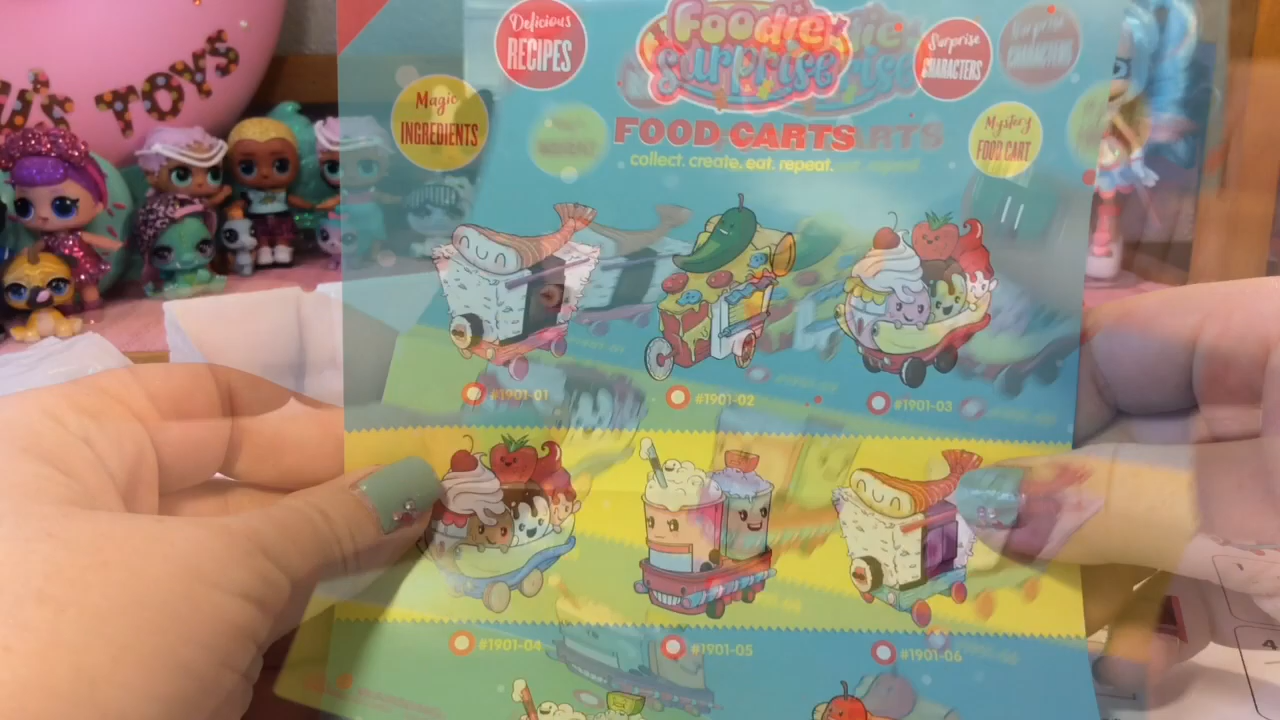 U's TOYS
Delicious
RECIPES
Foodie
Surprise
Surprise
CHARACTERS
Magic
INGREDIENTS
FOOD CARTS
Mystery
FOOD CART
collect. create. eat. repeat.
#1901-01
#1901-02
#1901-03
#1901-04
#1901-05
#1901-06